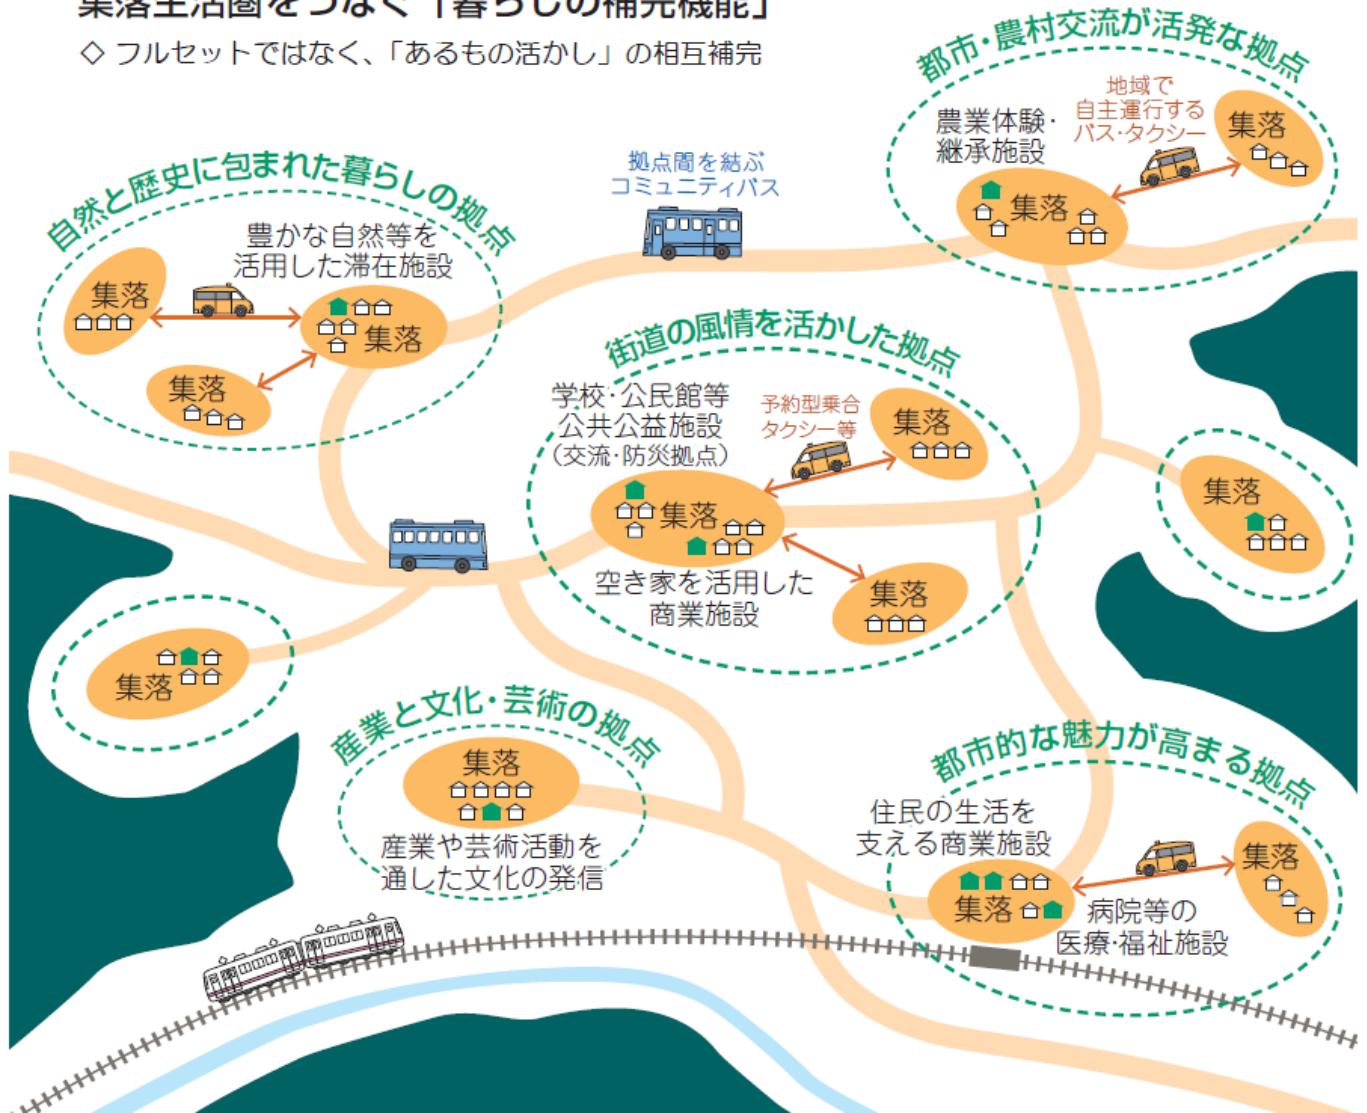 集落生活圏をつなぐ「暮らしの補完機能」
◇ フルセットではなく、「あるもの活かし」の相互補完
都市・農村交流が活発な拠点
農業体験・
継承施設
地域で
自主運行する
バス・タクシー
集落
集落
拠点間を結ぶ
コミュニティバス
自然と歴史に包まれた暮らしの拠点
豊かな自然等を
活用した滞在施設
集落
集落
集落
街道の風情を活かした拠点
学校・公民館等
公共公益施設
（交流・防災拠点）
予約型乗合
タクシー等
集落
集落
空き家を活用した
商業施設
集落
集落
集落
産業と文化・芸術の拠点
集落
産業や芸術活動を
通した文化の発信
都市的な魅力が高まる拠点
住民の生活を
支える商業施設
集落
集落
病院等の
医療・福祉施設